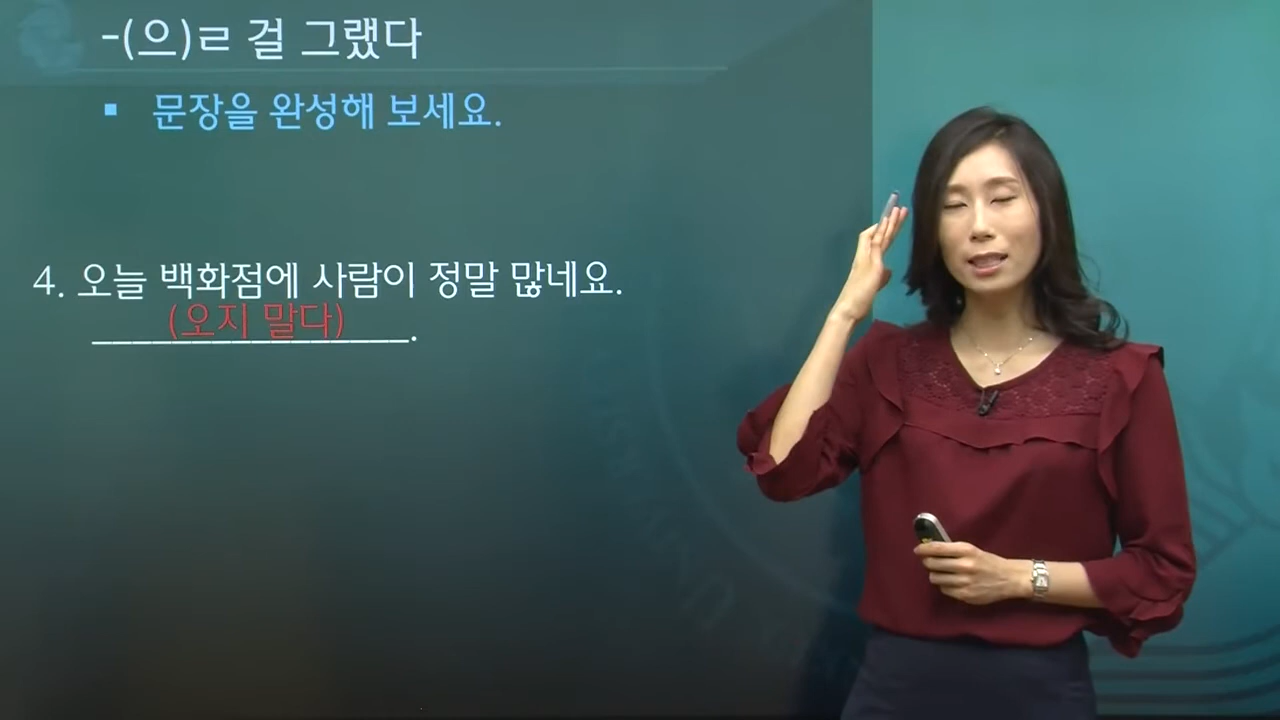 -(으)ㄹ 걸 그랬다
▪ 문장을 완성해 보세요.
4. 오늘 백화점에 사람이 정말 많네요.
(오지 말다)
________________.